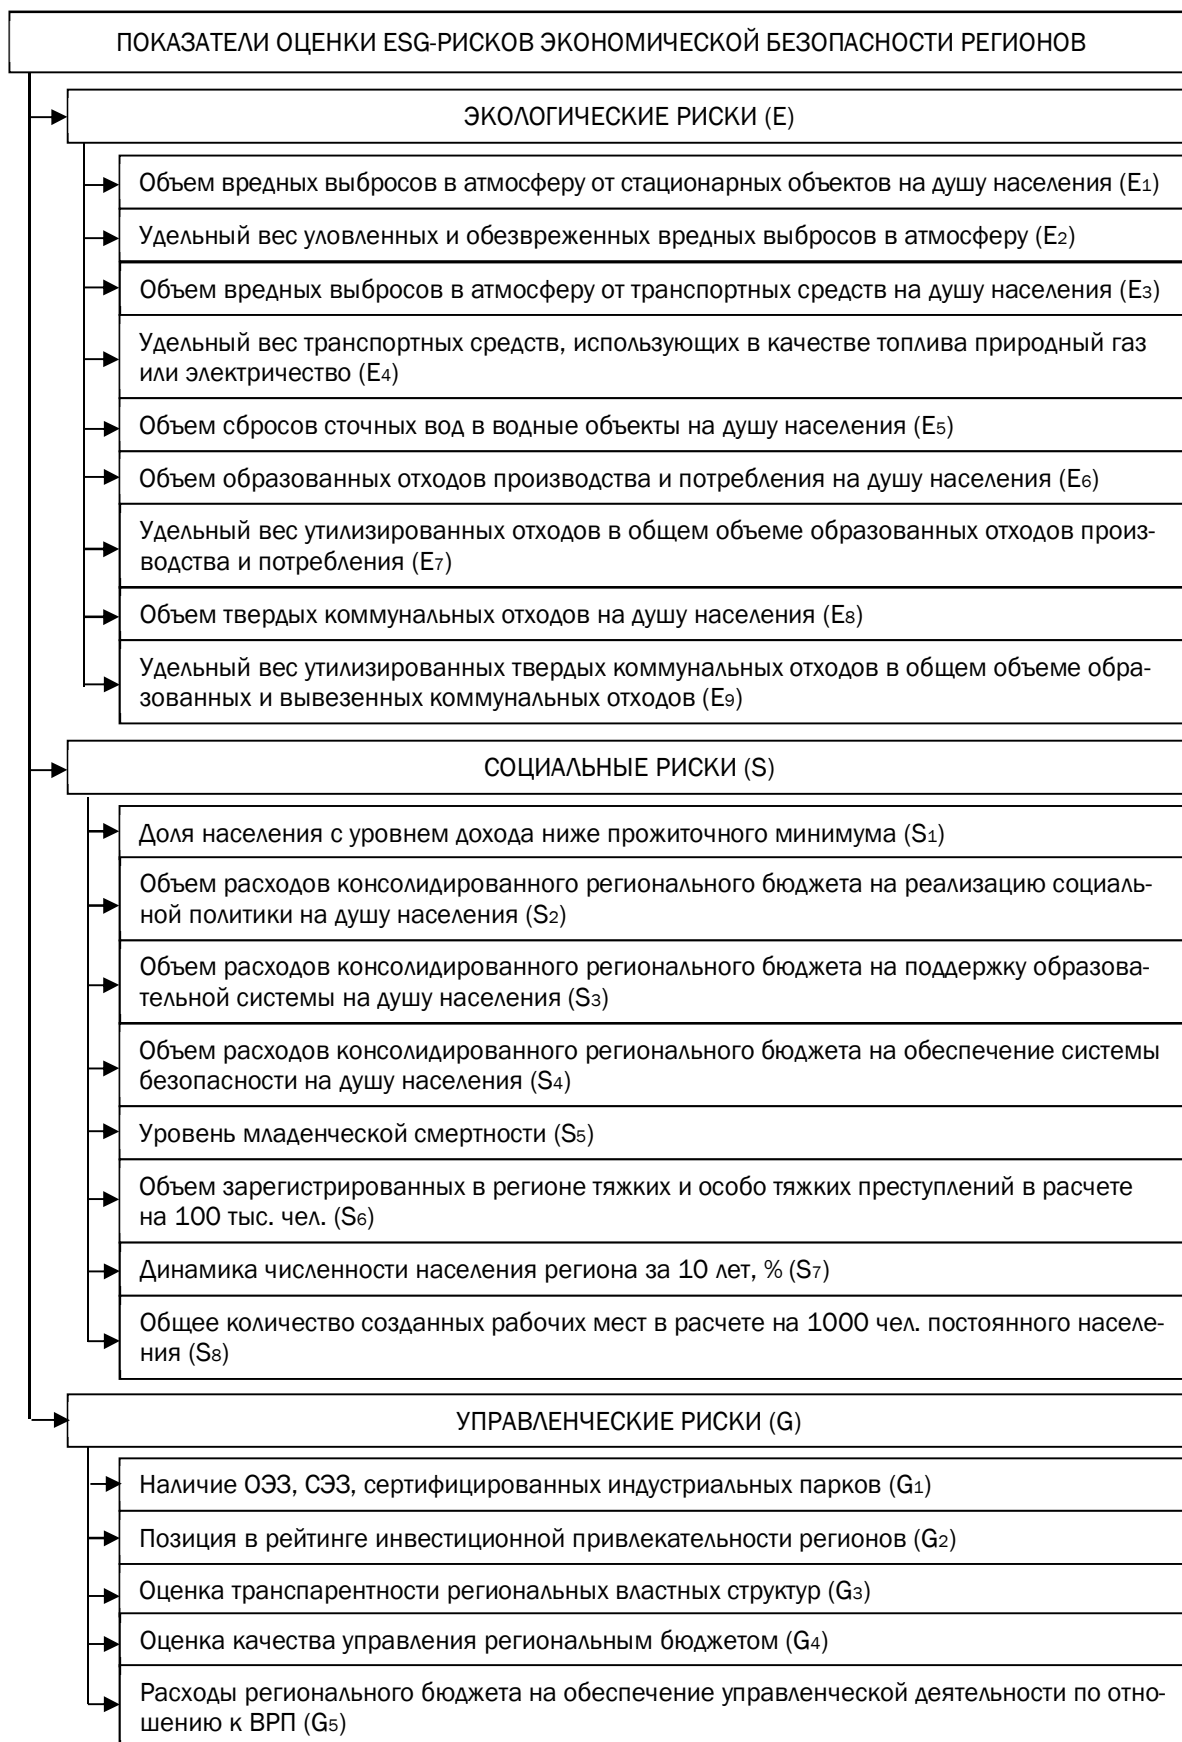 ПОКАЗАТЕЛИ ОЦЕНКИ ESG-РИСКОВ ЭКОНОМИЧЕСКОЙ БЕЗОПАСНОСТИ РЕГИОНОВ
ЭКОЛОГИЧЕСКИЕ РИСКИ (E)
Объем вредных выбросов в атмосферу от стационарных объектов на душу населения (E1)
Удельный вес уловленных и обезвреженных вредных выбросов в атмосферу (E2)
Объем вредных выбросов в атмосферу от транспортных средств на душу населения (E3)
Удельный вес транспортных средств, использующих в качестве топлива природный газ
или электричество (E4)
Объем сбросов сточных вод в водные объекты на душу населения (E5)
Объем образованных отходов производства и потребления на душу населения (E6)
Удельный вес утилизированных отходов в общем объеме образованных отходов произ-
водства и потребления (E7)
Объем твердых коммунальных отходов на душу населения (E8)
Удельный вес утилизированных твердых коммунальных отходов в общем объеме обра-
зованных и вывезенных коммунальных отходов (E9)
СОЦИАЛЬНЫЕ РИСКИ (S)
Доля населения с уровнем дохода ниже прожиточного минимума (S1)
Объем расходов консолидированного регионального бюджета на реализацию социаль-
ной политики на душу населения (S2)
Объем расходов консолидированного регионального бюджета на поддержку образова-
тельной системы на душу населения (S3)
Объем расходов консолидированного регионального бюджета на обеспечение системы
безопасности на душу населения (S4)
Уровень младенческой смертности (S5)
Объем зарегистрированных в регионе тяжких и особо тяжких преступлений в расчете
на 100 тыс. чел. (S6)
Динамика численности населения региона за 10 лет, % (S7)
Общее количество созданных рабочих мест в расчете на 1000 чел. постоянного населе-
ния (S8)
УПРАВЛЕНЧЕСКИЕ РИСКИ (G)
Наличие ОЭЗ, СЭЗ, сертифицированных индустриальных парков (G1)
Позиция в рейтинге инвестиционной привлекательности регионов (G2)
Оценка транспарентности региональных властных структур (G3)
Оценка качества управления региональным бюджетом (G4)
Расходы регионального бюджета на обеспечение управленческой деятельности по отно-
шению к ВРП (G5)